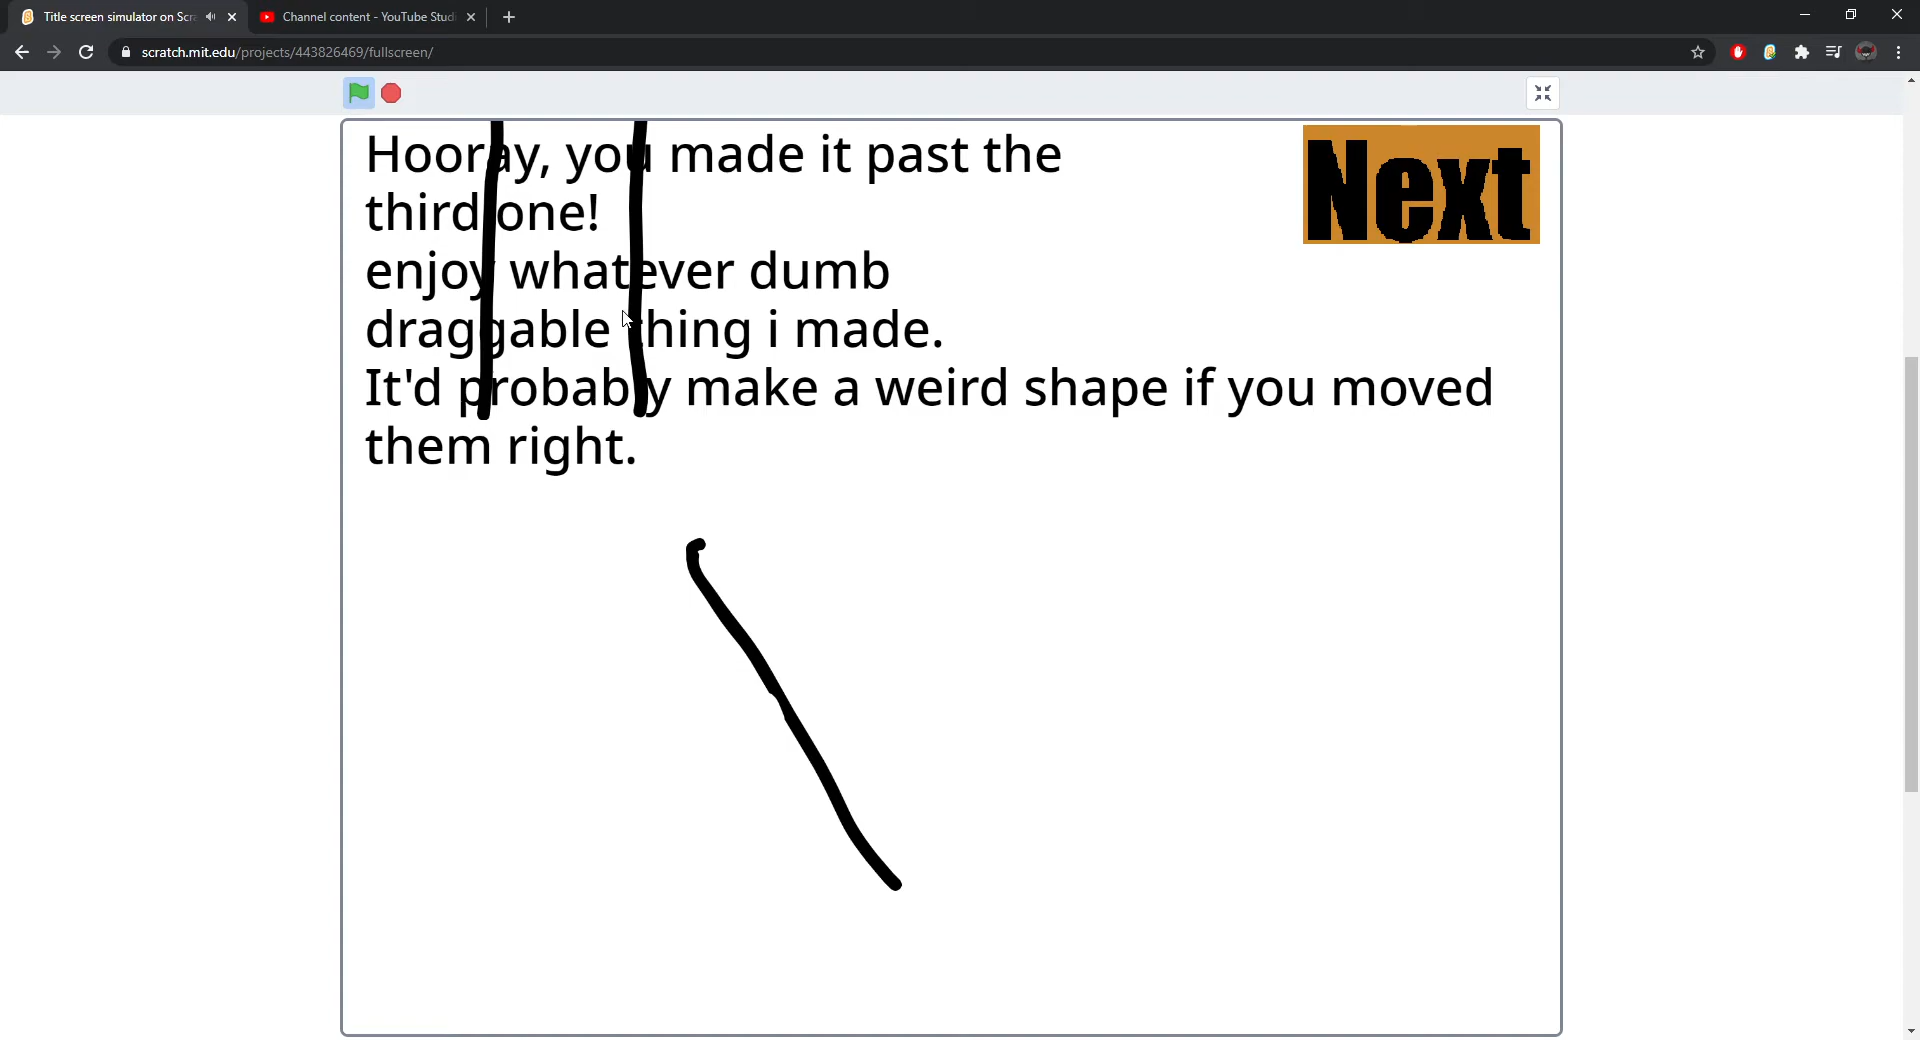 Title screen simulator on Scr
Channel content - YouTube Studi
scratch.mit.edu/projects/443826469/fullscreen/
Hooray, you made it past the
third one!
Next
enjoy whatever dumb
draggable thing i made.
It'd probably make a weird shape if you moved
them right.